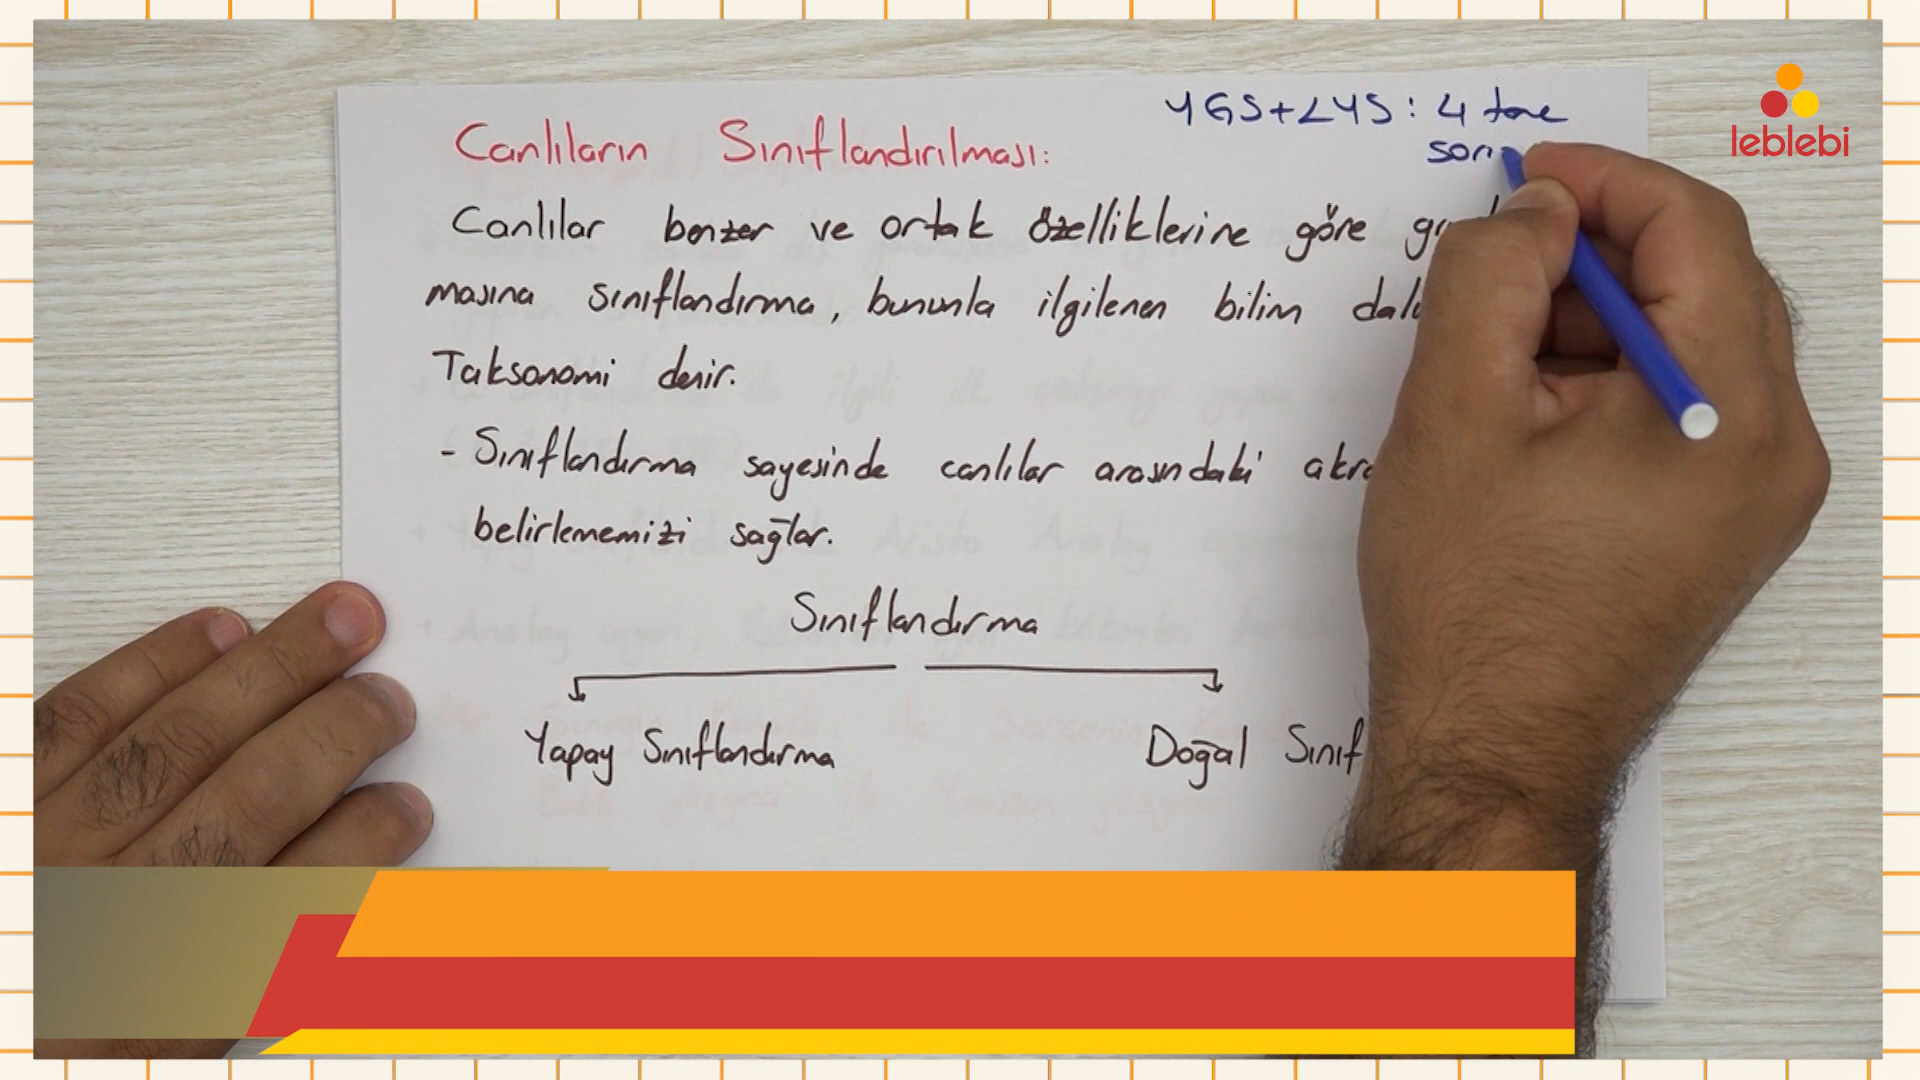 YGS+LYS: 4 tane
leblebi
Canlıların Sınıflandırılması:
Canlılar benzer ve ortak özelliklerine göre
masına sınıflandırma, bununla ilgilenen bilim
Taksonomi denir.
- Sınıflandırma sayesinde canlılar arasındaki
belirlememizi sağlar.
Sınıflandırma
Yapay Sınıflandırma Doğal Sınıf